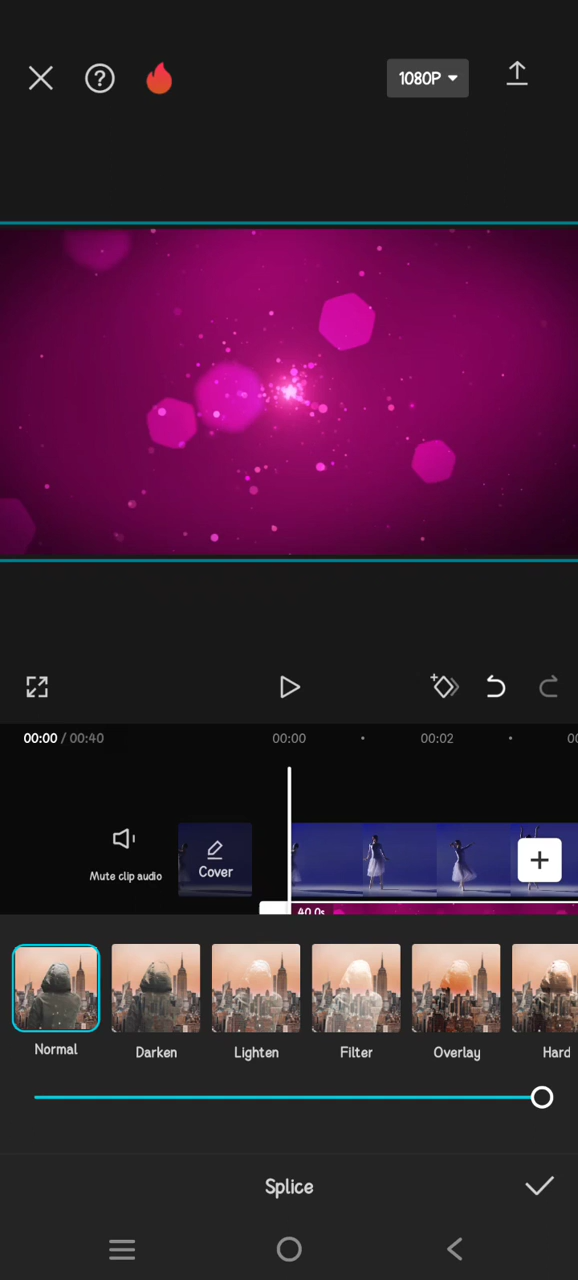 1080P
00:00 / 00:40
00:00
00:02
00
Mute clip audio
Cover
40.0s
Normal
Darken
Lighten
Filter
Overlay
Hard
Splice